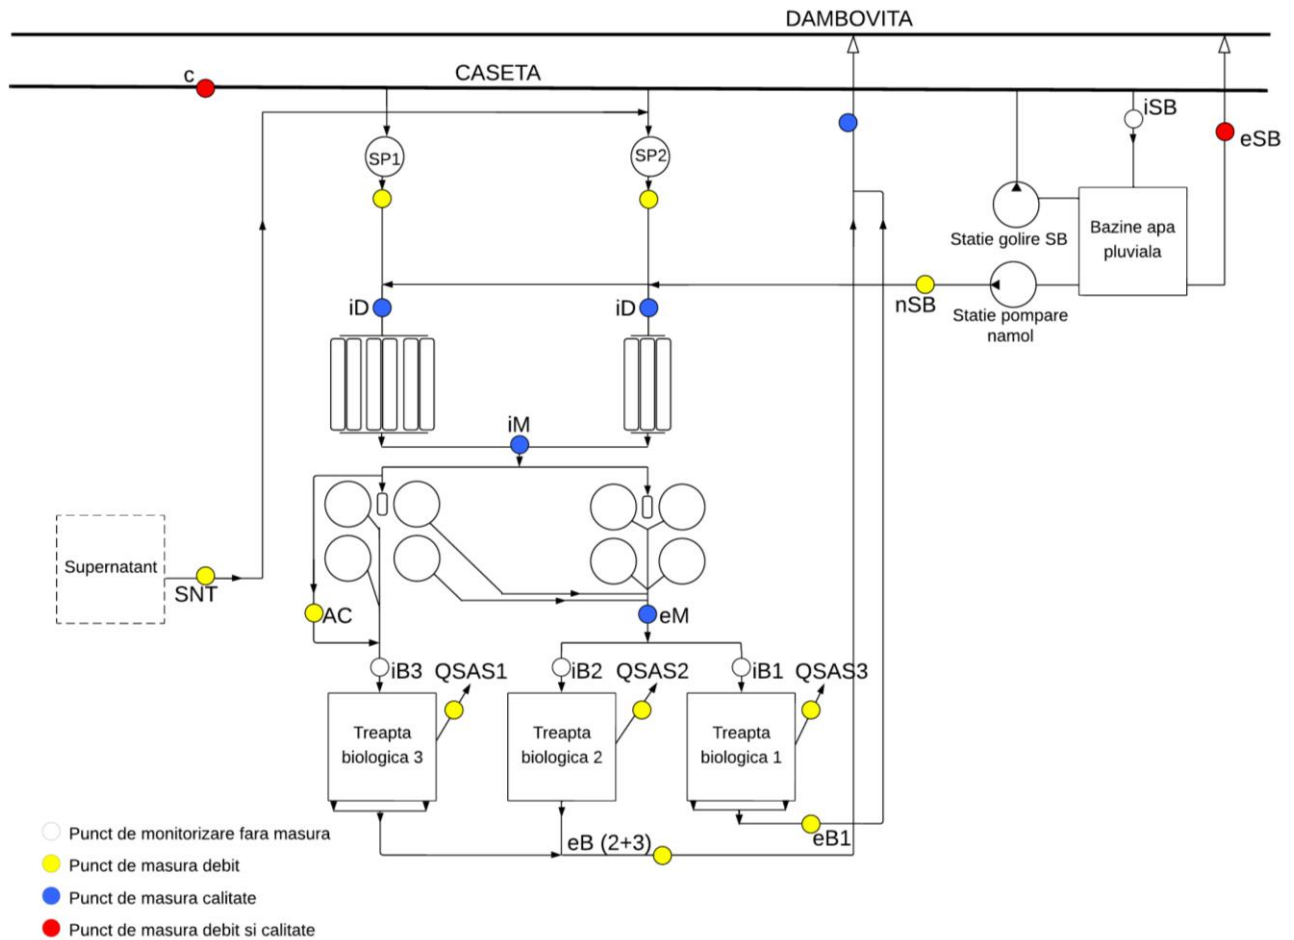 DAMBOVITA
c
CASETA
iSB
eSB
SP1
SP2
Bazine apa
pluviala
Statie golire SB
nSB
Statie pompare
namol
iD
iD
iM
Supernatant
SNT
AC
eM
iB3
QSAS1
iB2
QSAS2
iB1
QSAS3
Treapta
biologica 3
Treapta
biologica 2
Treapta
biologica 1
eB (2+3)
eB1
Punct de monitorizare fara masura
Punct de masura debit
Punct de masura calitate
Punct de masura debit si calitate